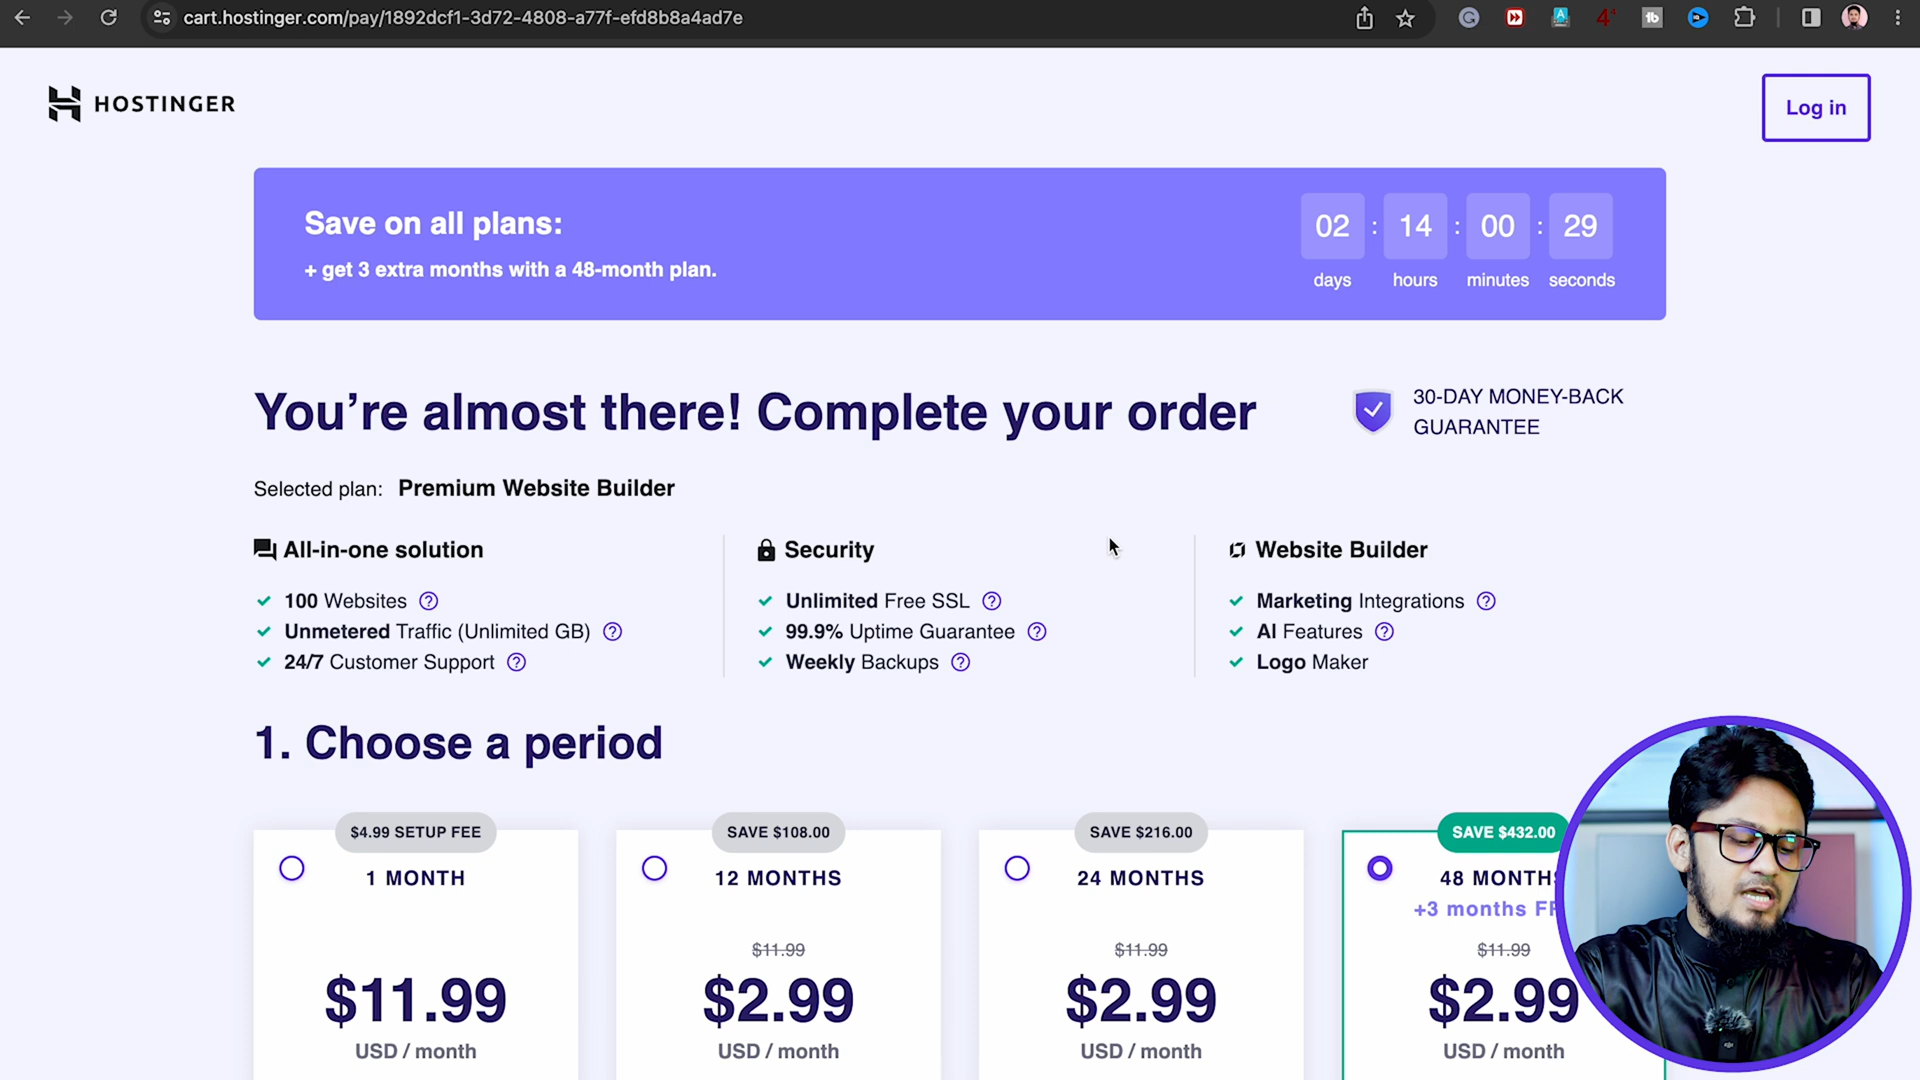 cart.hostinger.com/pay/1892dcf1-3d72-4808-a77f-efd8b8a4ad7e
HOSTINGER
Log in
Save on all plans:
+ get 3 extra months with a 48-month plan.
02 : 14 : 00 : 29
days hours minutes seconds
You're almost there! Complete your order
30-DAY MONEY-BACK
GUARANTEE
Selected plan: Premium Website Builder
All-in-one solution
100 Websites
Unmetered Traffic (Unlimited GB)
24/7 Customer Support
Security
Unlimited Free SSL
99.9% Uptime Guarantee
Weekly Backups
Website Builder
Marketing Integrations
AI Features
Logo Maker
1. Choose a period
$4.99 SETUP FEE
1 MONTH
$11.99
USD / month
SAVE $108.00
12 MONTHS
$11.99
$2.99
USD / month
SAVE $216.00
24 MONTHS
$11.99
$2.99
USD / month
SAVE $432.00
48 MONTHS
+3 months
$11.99
$2.99
USD / month